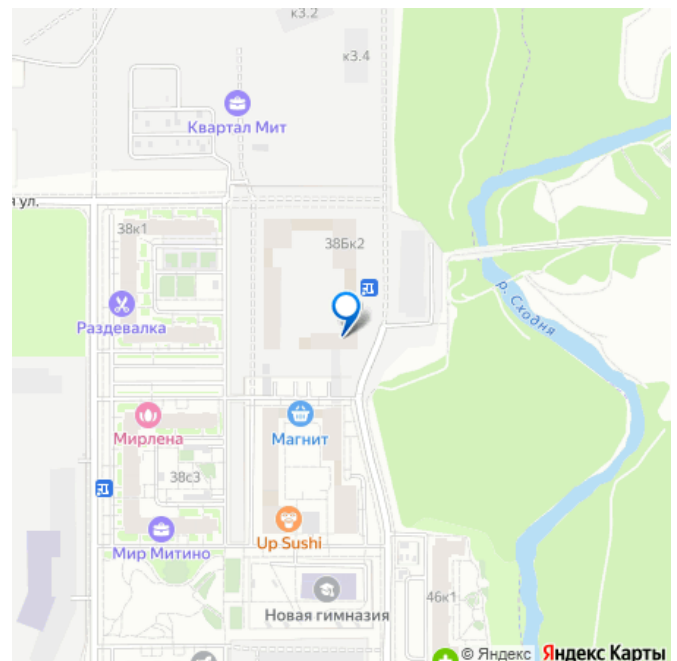 к3.2
к3.4
Квартал Мит
я ул.
38к1
38Бк2
Раздевалка
р. Сходня
Мирлена
Магнит
38с3
Up Sushi
Мир Митино
Новая гимназия
46к1
© Яндекс Яндекс Карты